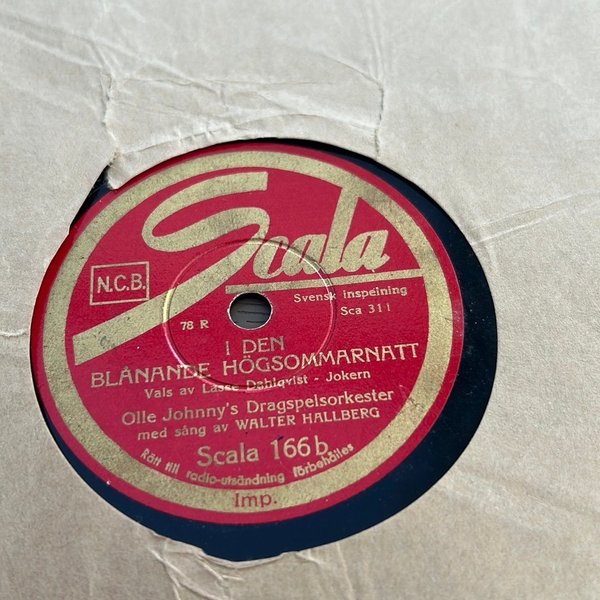 Scala
N.C.B.
Svensk inspelning
78 R
Sca 311
I DEN
BLÅNANDE HÖGSOMMARNATT
Vals av Lasse Dahlqvist - Jokern
Olle Johnny's Dragspelsorkester
med sång av WALTER HALLBERG
Scala 166 b
Rätt till radio-utsändning förbehålles
Imp.